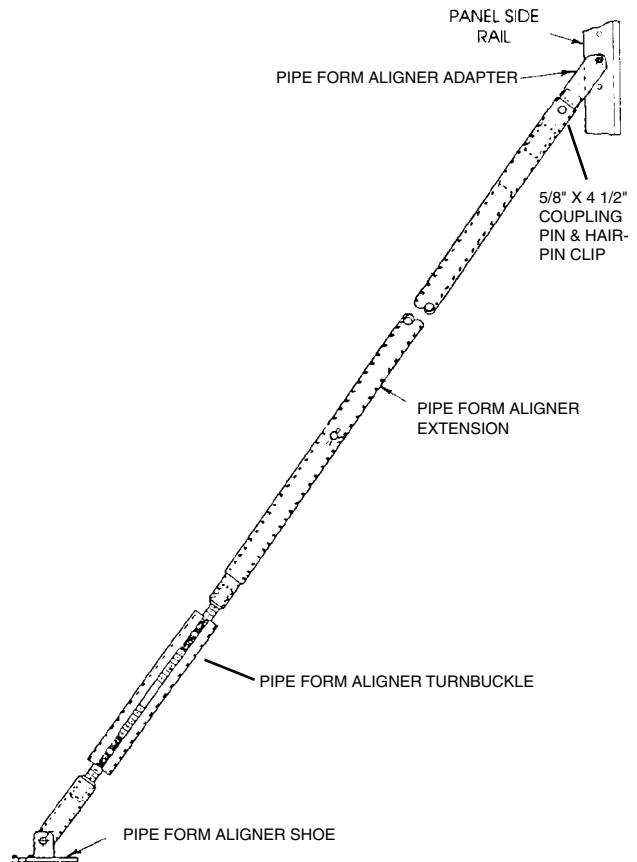 PANEL SIDE
RAIL
PIPE FORM ALIGNER ADAPTER
5/8" X 4 1/2"
COUPLING
PIN & HAIR-
PIN CLIP
PIPE FORM ALIGNER
EXTENSION
PIPE FORM ALIGNER TURNBUCKLE
PIPE FORM ALIGNER SHOE